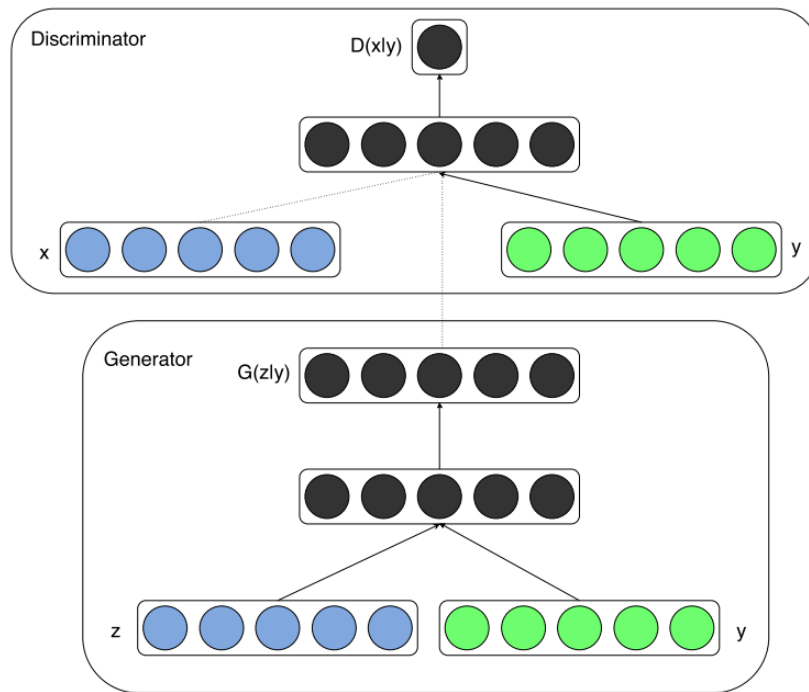 Discriminator
D(x|y)
x
y
Generator
G(z|y)
z
y